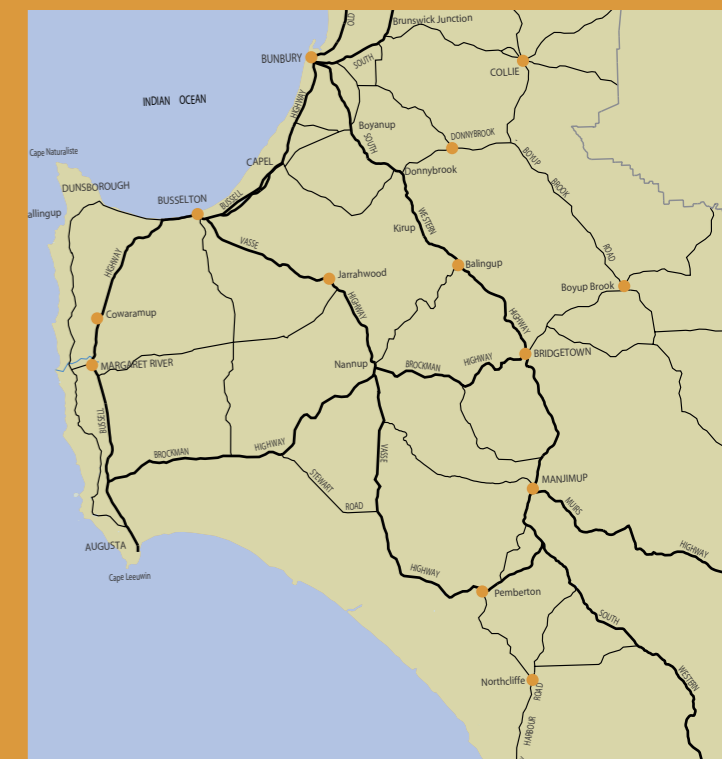 OLD
Brunswick Junction
BUNBURY
SOUTH
COLLIE
INDIAN OCEAN
HIGHWAY
Boyanup
SOUTH
DONNYBROOK
Cape Naturaliste
CAPEL
Donnybrook
BOYUP
BROOK
ROAD
DUNSBOROUGH
BUSSELTON
RUSSELL
allingup
Kirup
WESTERN
VASSE
HIGHWAY
Balingup
Jarrahwood
Boyup Brook
HIGHWAY
Cowaramup
HIGHWAY
MARGARET RIVER
Nannup
BROCKMAN
HIGHWAY
BRIDGETOWN
BUSSELL
BROCKMAN
HIGHWAY
VASSE
STEWART
ROAD
MANJIMUP
MUIRS
HIGHWAY
AUGUSTA
Cape Leeuwin
HIGHWAY
Pemberton
SOUTH
WESTERN
Northcliffe
ROAD
HARBOUR